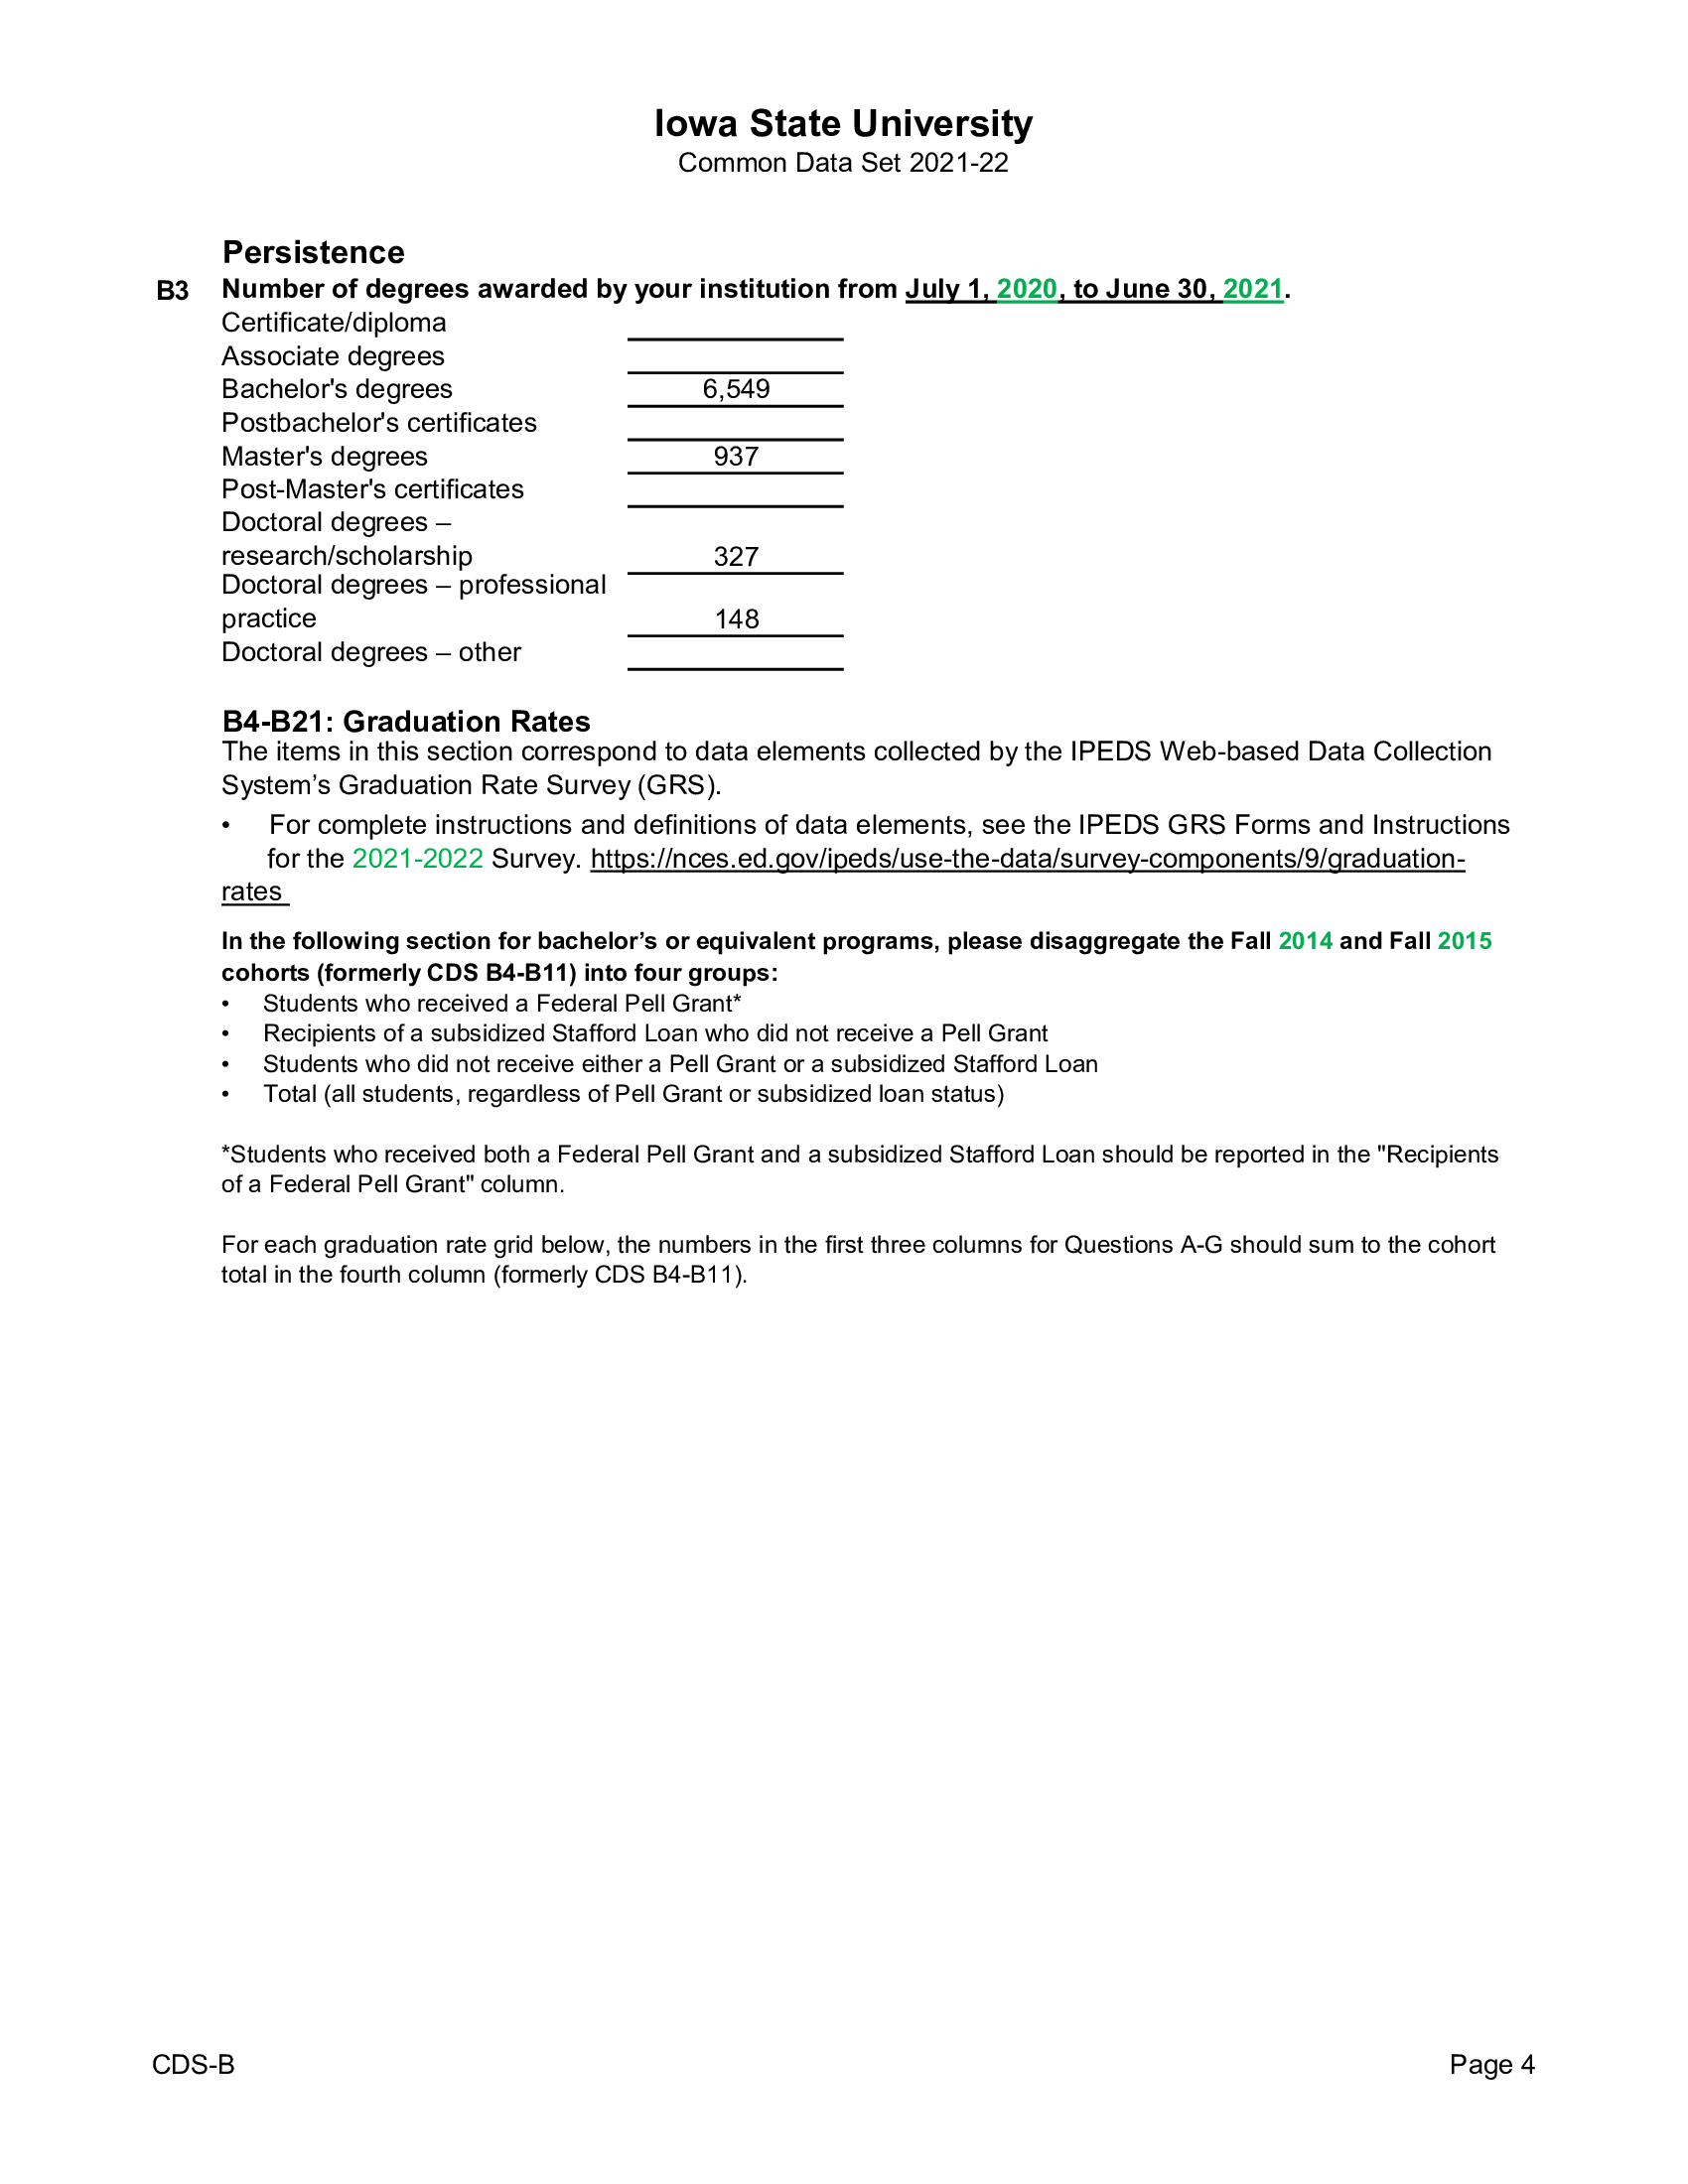 Iowa State University
Common Data Set 2021-22
Persistence
B3 Number of degrees awarded by your institution from July 1, 2020, to June 30, 2021.
Certificate/diploma
Associate degrees
Bachelor's degrees 6,549
Postbachelor's certificates
Master's degrees 937
Post-Master's certificates
Doctoral degrees –
research/scholarship 327
Doctoral degrees – professional
practice 148
Doctoral degrees – other
B4-B21: Graduation Rates
The items in this section correspond to data elements collected by the IPEDS Web-based Data Collection
System’s Graduation Rate Survey (GRS).
• For complete instructions and definitions of data elements, see the IPEDS GRS Forms and Instructions
for the 2021-2022 Survey. https://nces.ed.gov/ipeds/use-the-data/survey-components/9/graduation-
rates
In the following section for bachelor’s or equivalent programs, please disaggregate the Fall 2014 and Fall 2015
cohorts (formerly CDS B4-B11) into four groups:
• Students who received a Federal Pell Grant*
• Recipients of a subsidized Stafford Loan who did not receive a Pell Grant
• Students who did not receive either a Pell Grant or a subsidized Stafford Loan
• Total (all students, regardless of Pell Grant or subsidized loan status)
*Students who received both a Federal Pell Grant and a subsidized Stafford Loan should be reported in the "Recipients
of a Federal Pell Grant" column.
For each graduation rate grid below, the numbers in the first three columns for Questions A-G should sum to the cohort
total in the fourth column (formerly CDS B4-B11).
CDS-B Page 4